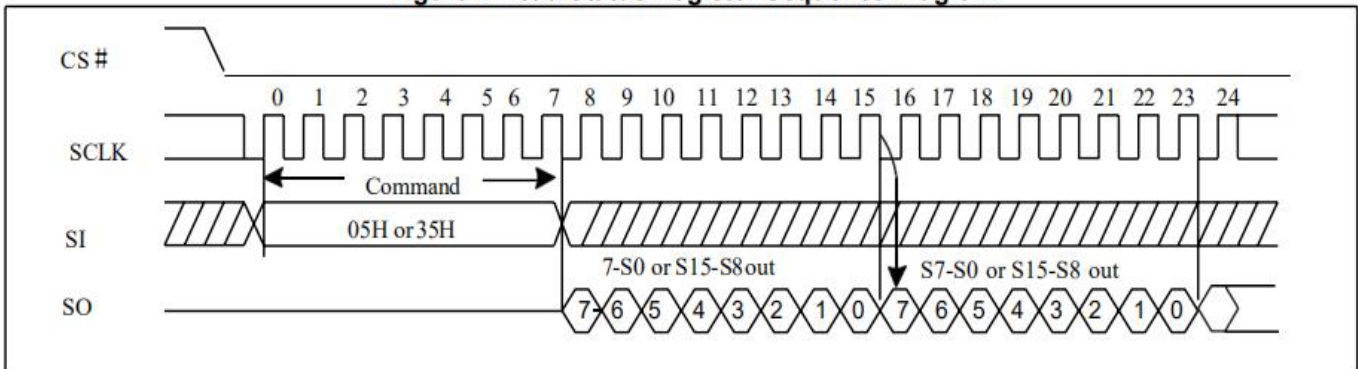 CS#
0 1 2 3 4 5 6 7 8 9 10 11 12 13 14 15 16 17 18 19 20 21 22 23 24
SCLK
Command
SI
05H or 35H
7-S0 or S15-S8 out
S7-S0 or S15-S8 out
SO
7 6 5 4 3 2 1 0 7 6 5 4 3 2 1 0